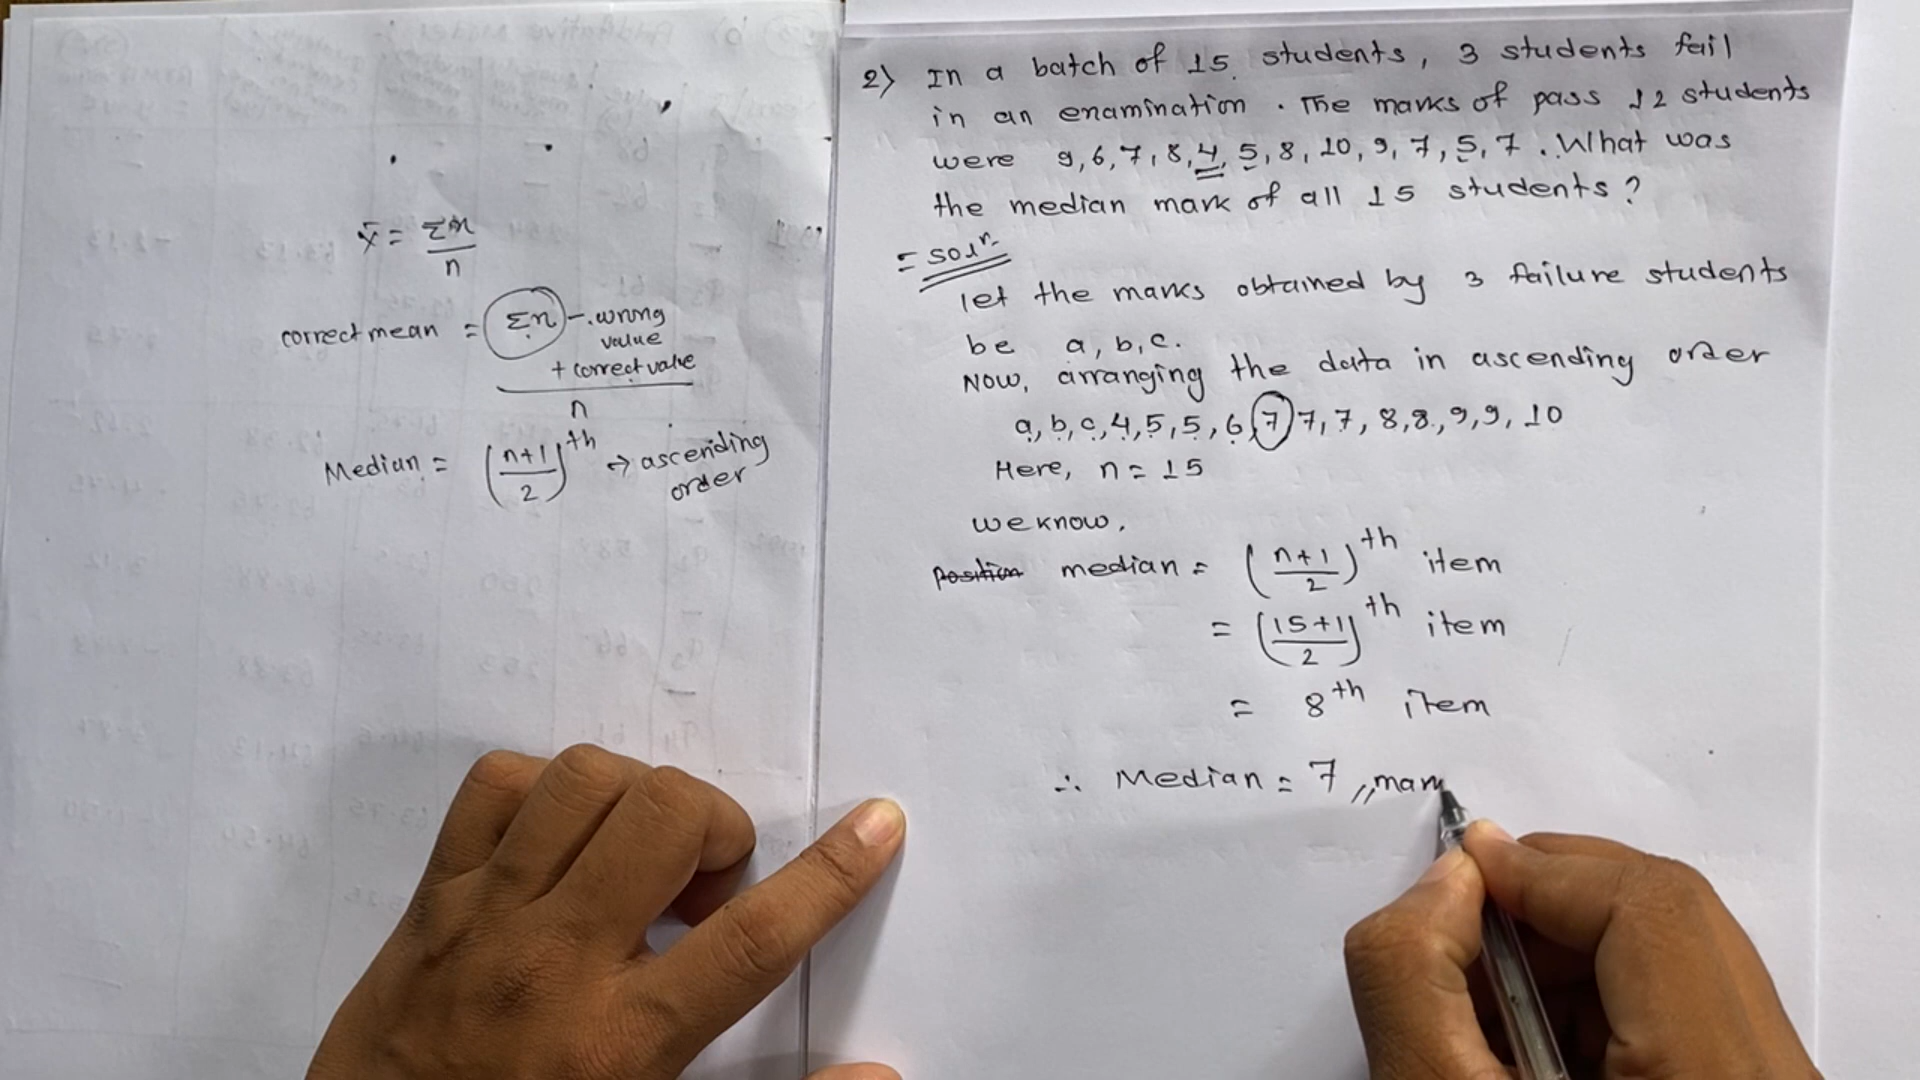 x̄ = Σx
n
correct mean = Σx - wrong
value
+ correct value
n
Median = (n+1/2)^th → ascending
order
2) In a batch of 15 students, 3 students fail
in an enamination. The marks of pass 12 students
were 9,6,7,8,4,5,8,10,9,7,5,7. What was
the median mark of all 15 students?
= solⁿ
let the marks obtained by 3 failure students
be a, b, c.
Now, arranging the data in ascending order
a, b, c, 4, 5, 5, 6, 7, 7, 7, 8, 8, 9, 9, 10
Here, n = 15
we know,
position median = (n+1/2)^th item
= (15+1/2)^th item
= 8^th item
∴ Median = 7 ,, mar